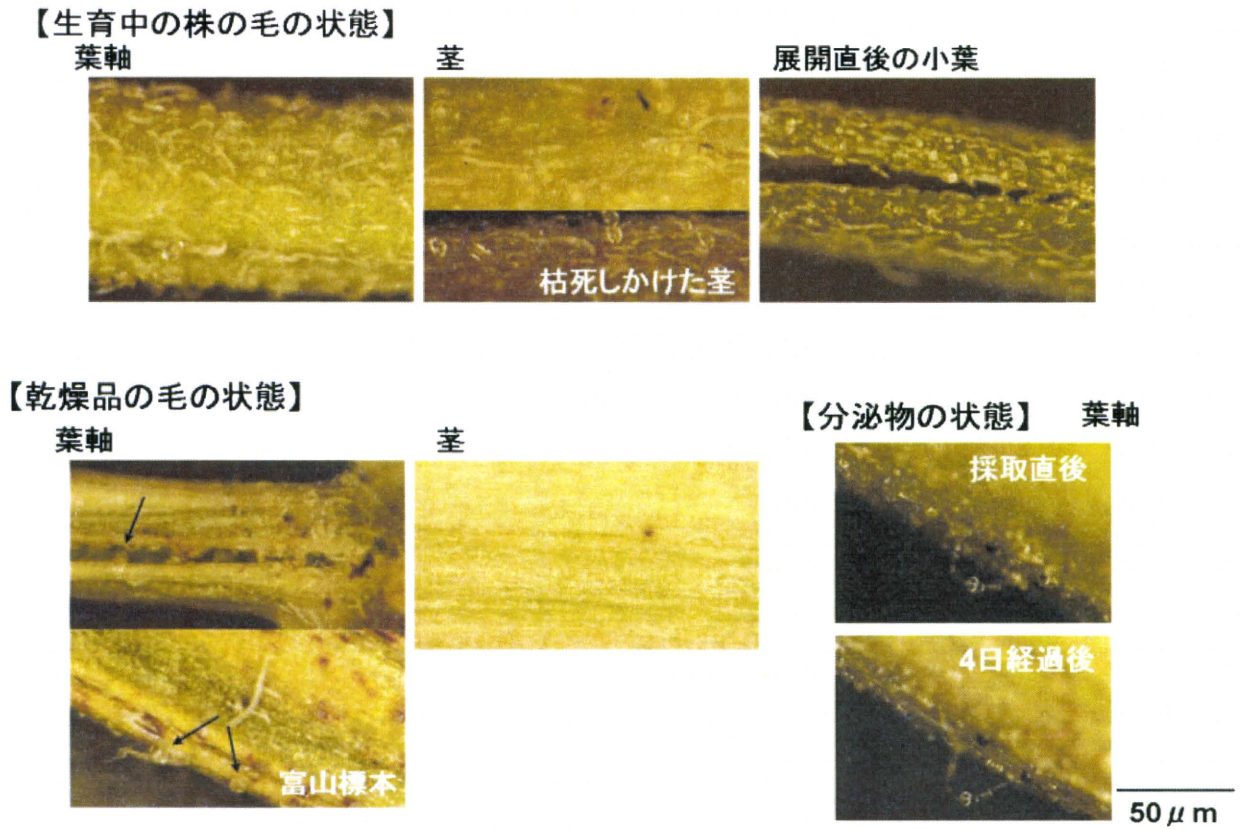 【生育中の株の毛の状態】
葉軸
茎
展開直後の小葉
枯死しかけた茎
【乾燥品の毛の状態】
葉軸
茎
富山標本
【分泌物の状態】 葉軸
採取直後
4日経過後
50μm